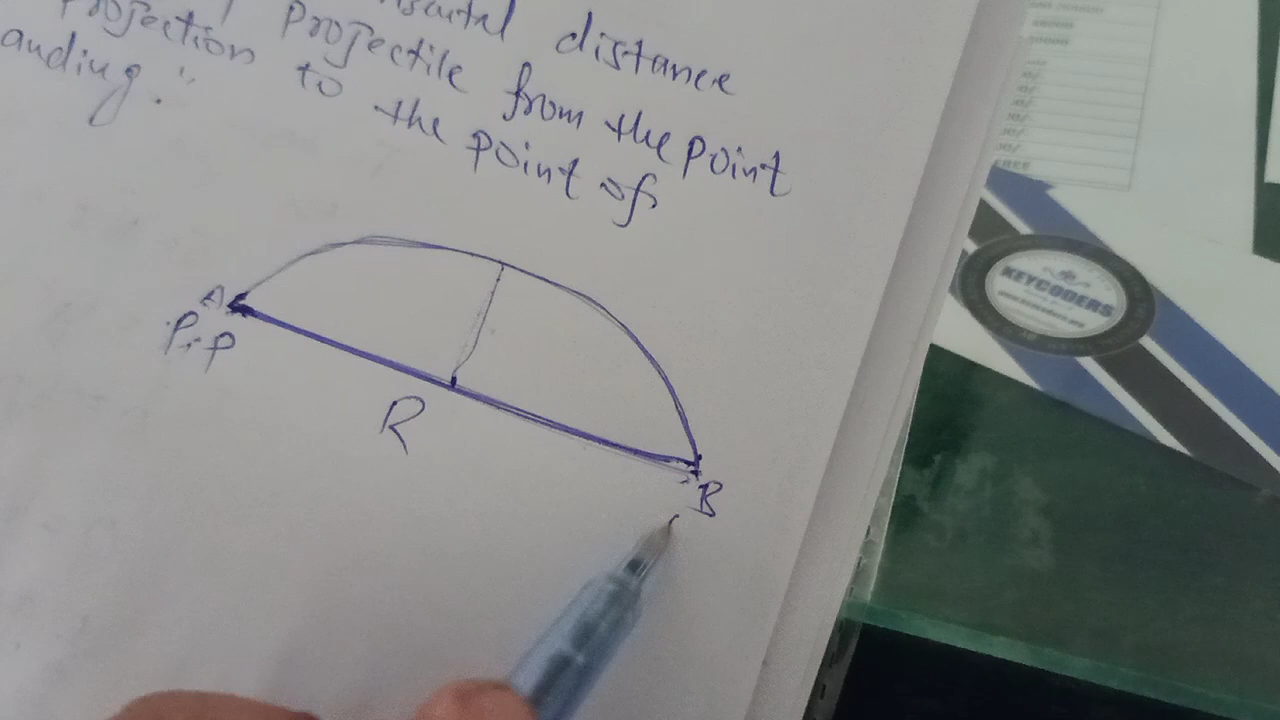 distance
Projectile from the point
Projection to the point of
anding."
A
P.P
R
B
KEYCODERS